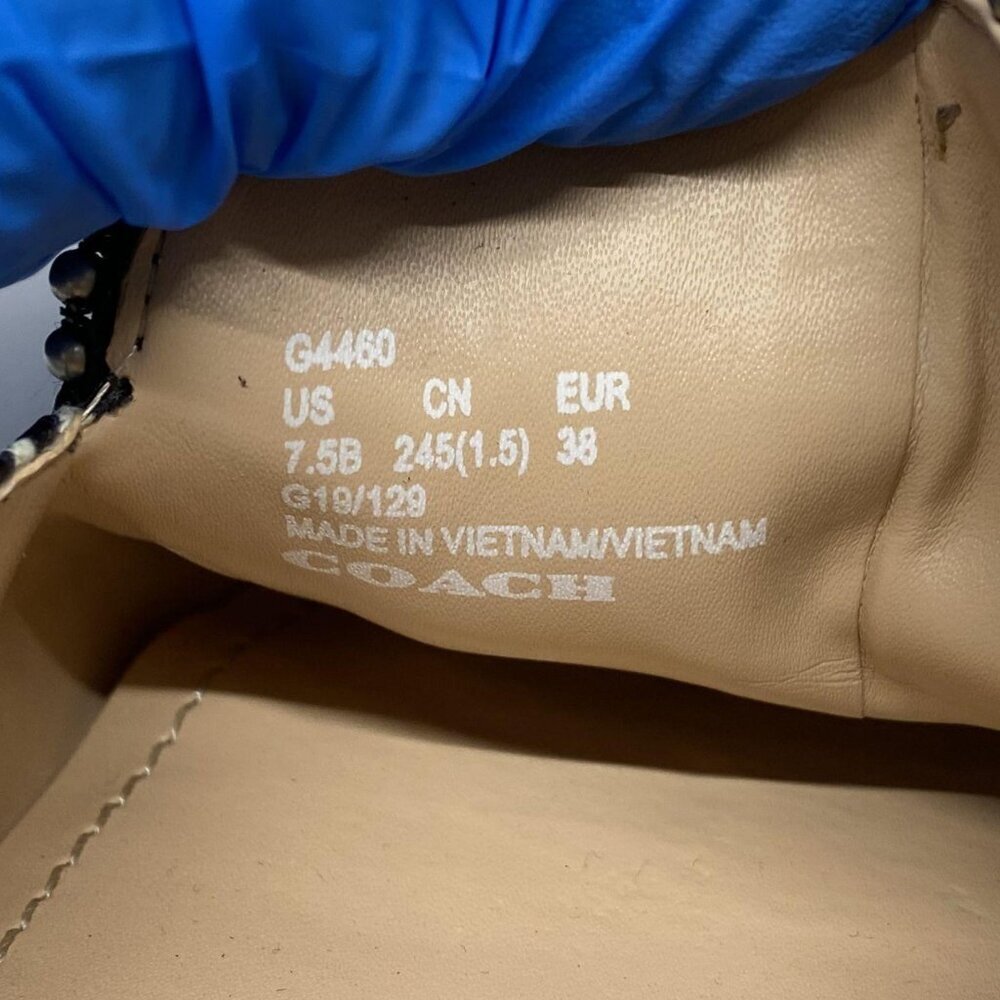 G4460
US CN EUR
7.5B 245(1.5) 38
G19/129
MADE IN VIETNAM/VIETNAM
COACH